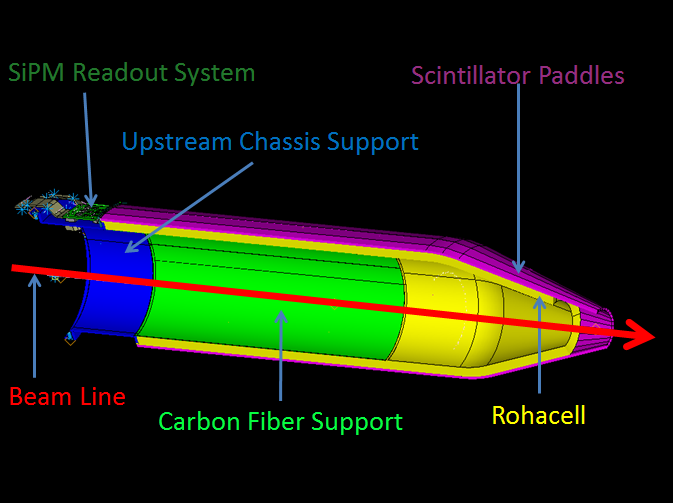 SiPM Readout System
Scintillator Paddles
Upstream Chassis Support
Beam Line
Carbon Fiber Support
Rohacell